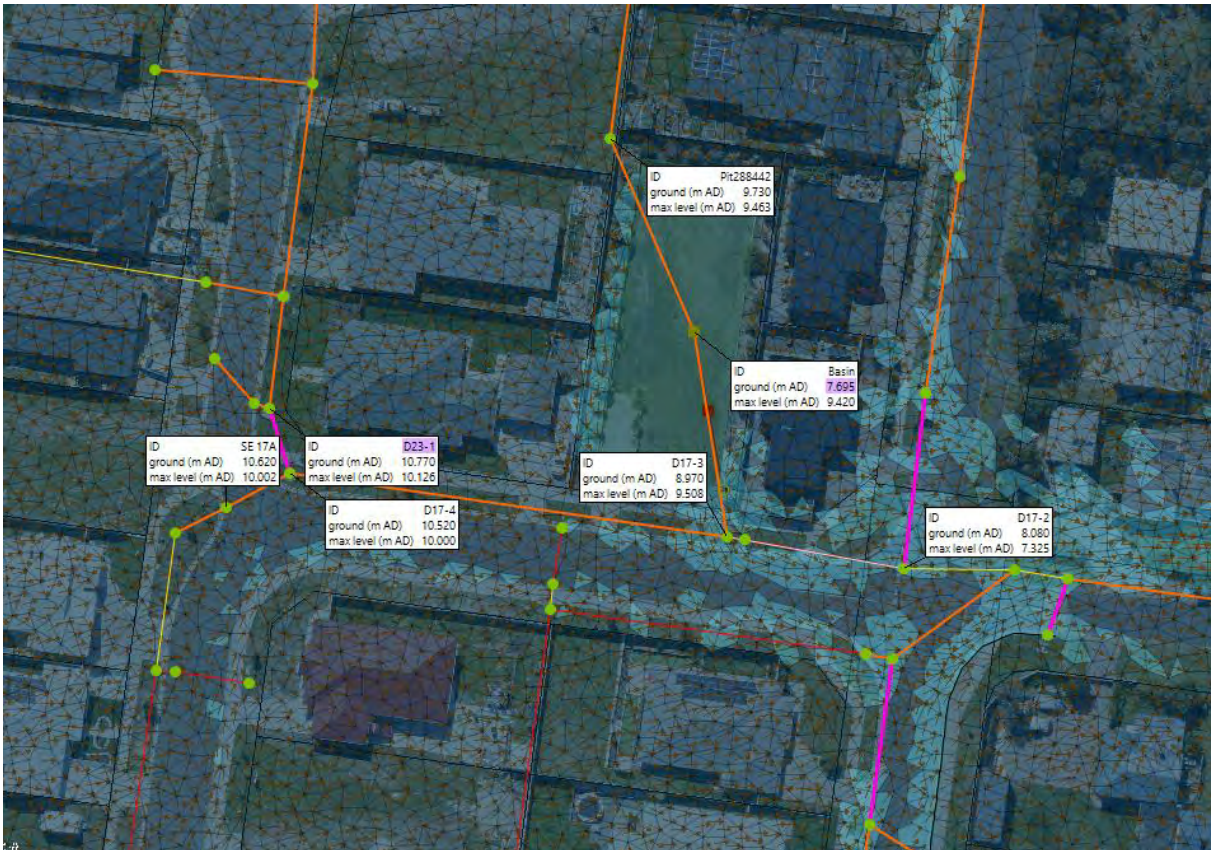 ID Pit288442
ground (m AD) 9.730
max level (m AD) 9.463
ID Basin
ground (m AD) 7.695
max level (m AD) 9.420
ID SE 17A
ground (m AD) 10.620
max level (m AD) 10.002
ID D23-1
ground (m AD) 10.770
max level (m AD) 10.126
ID D17-3
ground (m AD) 8.970
max level (m AD) 9.508
ID D17-4
ground (m AD) 10.520
max level (m AD) 10.000
ID D17-2
ground (m AD) 8.080
max level (m AD) 7.325